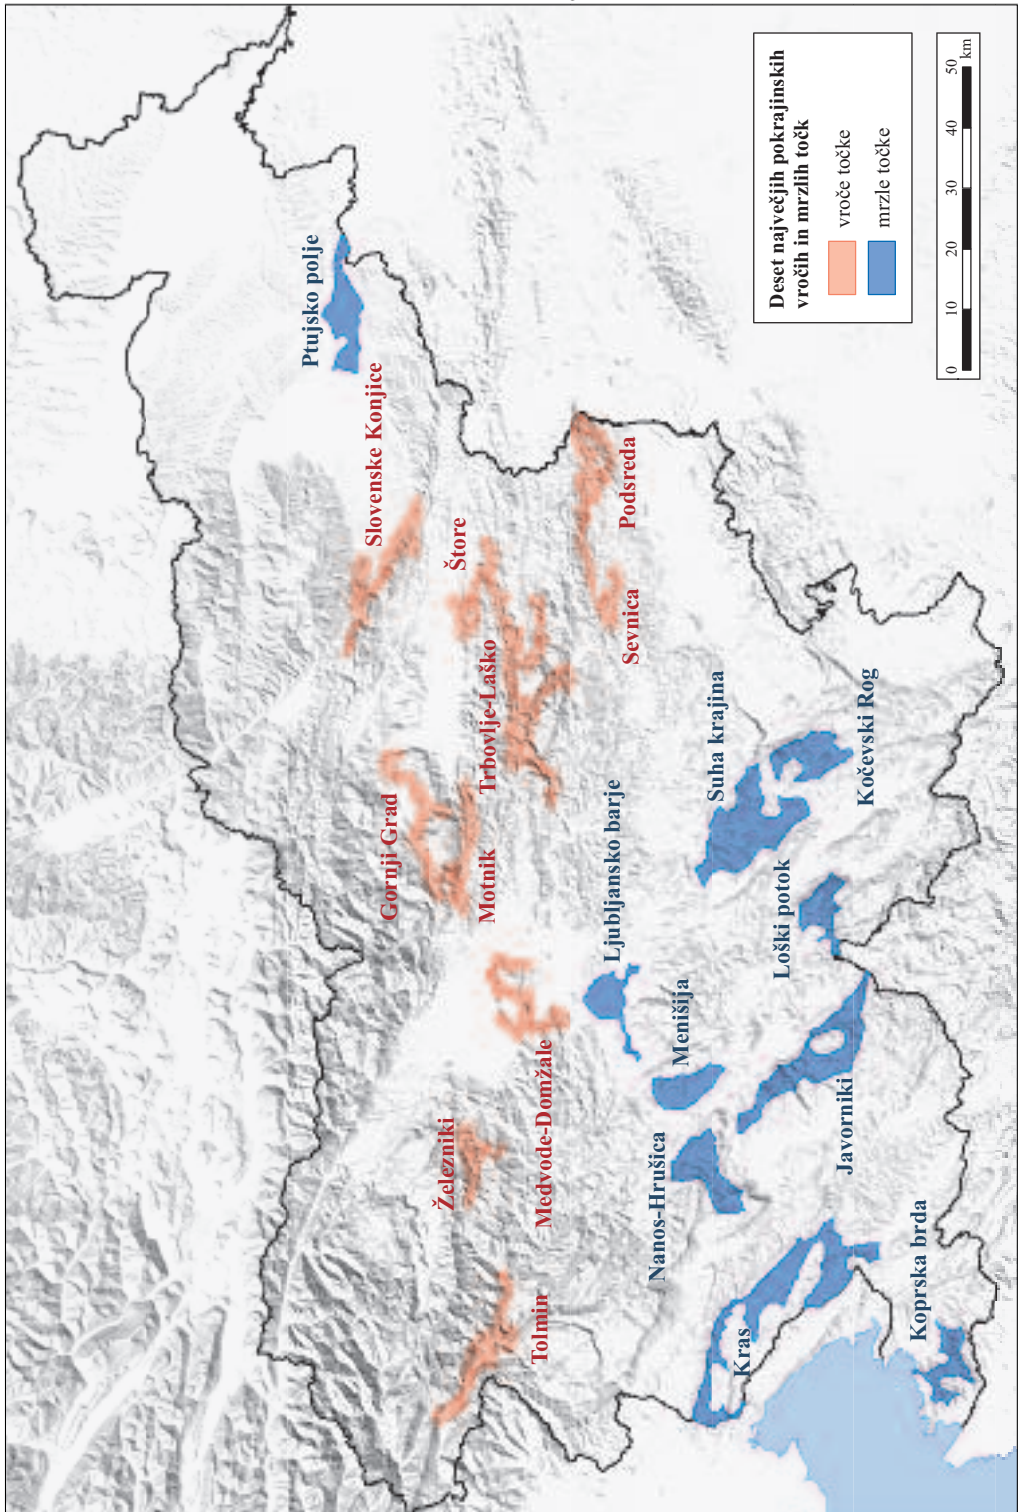 Tolmin
Železniki
Medvode-Domžale
Gornji Grad
Motnik
Trbovlje-Laško
Štore
Slovenske Konjice
Ptujsko polje
Sevnica
Podsreda
Ljubljansko barje
Menišija
Nanos-Hrušica
Kras
Koprska brda
Javorniki
Loški potok
Suha krajina
Kočevski Rog
Deset največjih pokrajinskih
vročih in mrzlih točk
vroče točke
mrzle točke
0 10 20 30 40 50
km